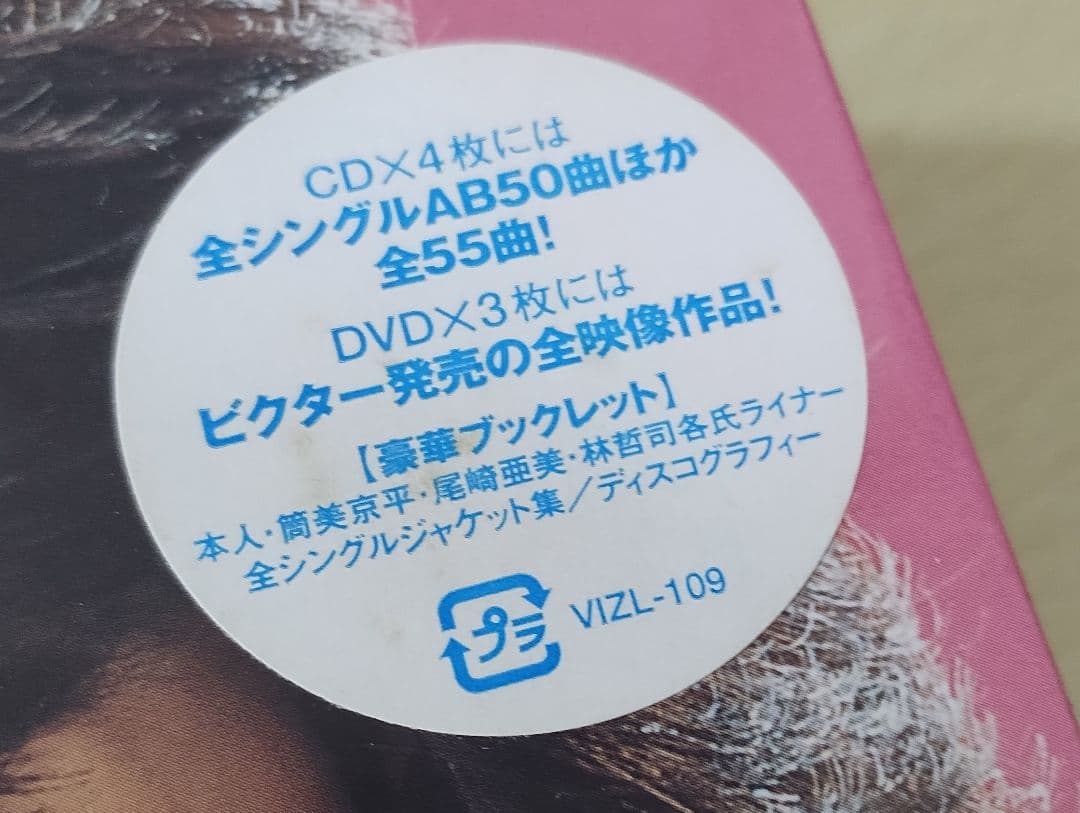 CD×4枚には
全シングルAB50曲ほか
全55曲!
DVD×3枚には
ビクター発売の全映像作品!
【豪華ブックレット】
本人・筒美京平・尾崎亜美・林哲司各氏ライナー
全シングルジャケット集/ディスコグラフィー
プラ VIZL-109